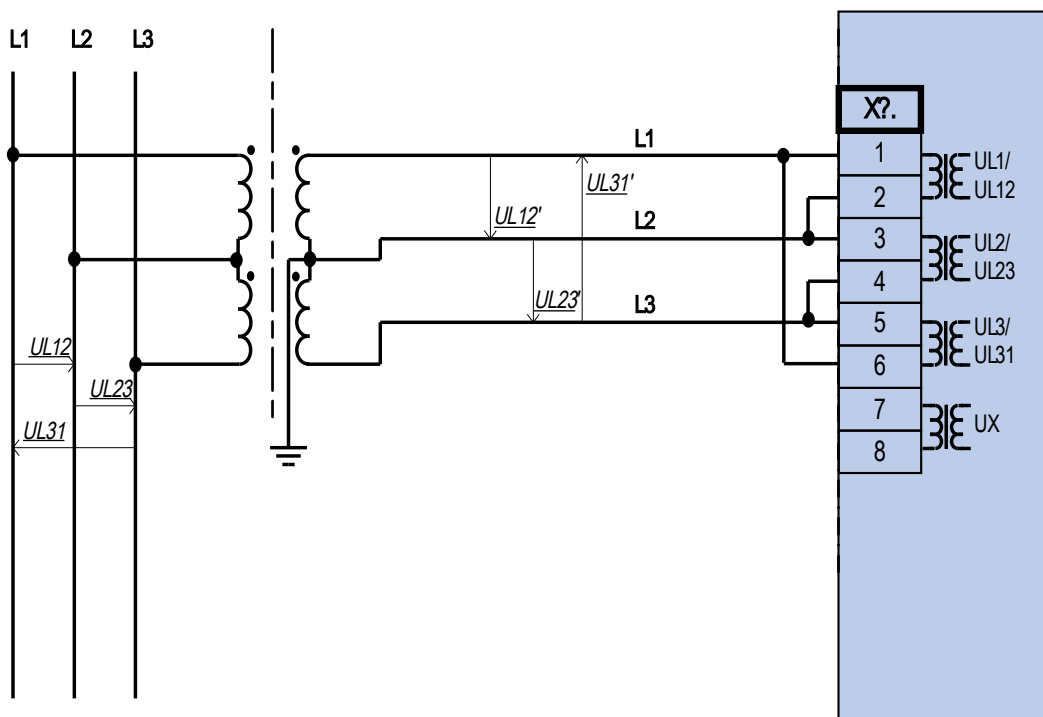 L1 L2 L3
X?.
L1
1
UL1/
UL12
UL31'
2
UL12'
L2
3
UL2/
UL23
4
UL23'
L3
5
UL3/
UL31
6
UL12
UL23
7
UX
UL31
8